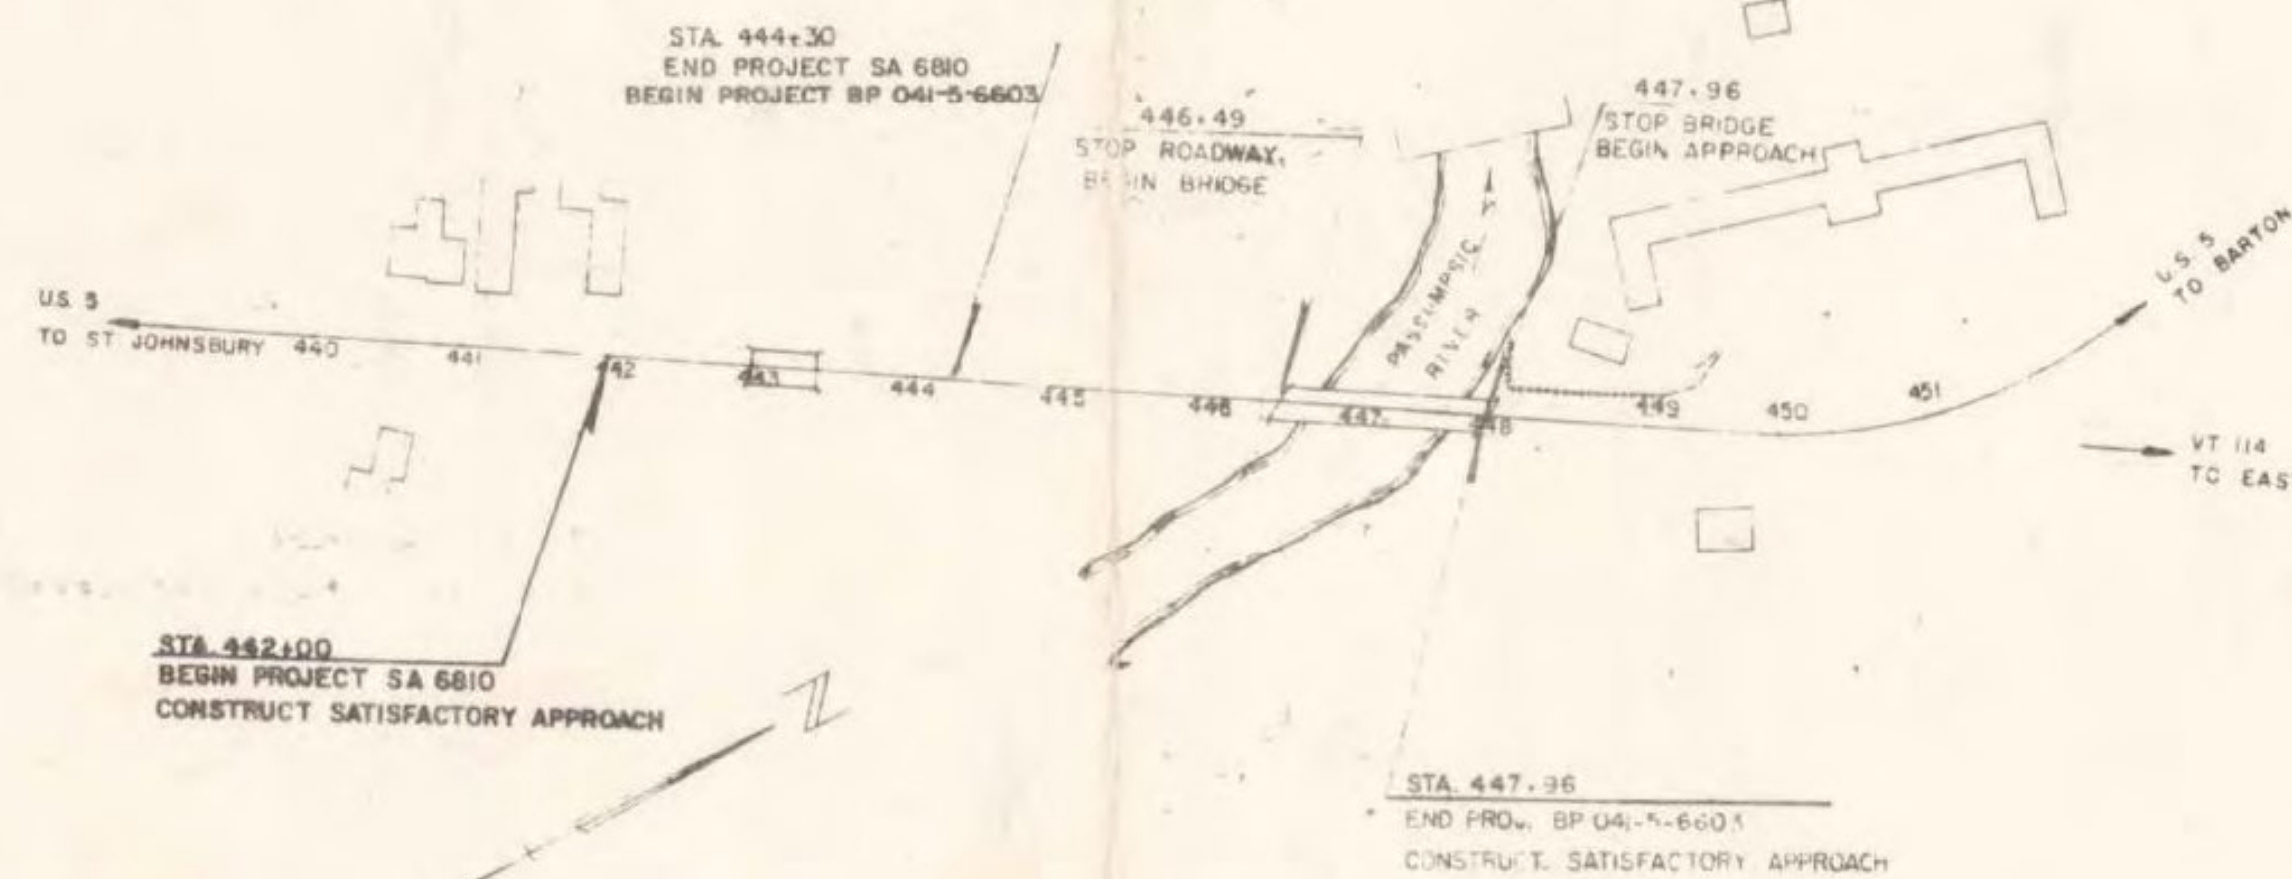 STA. 444+30
END PROJECT SA 6810
BEGIN PROJECT BP 041-5-6603
446+49
STOP ROADWAY,
BEGIN BRIDGE
447+96
STOP BRIDGE
BEGIN APPROACH
U.S. 5
TO BARTON
PASSUMPSIC
RIVER
U.S. 5
TO ST JOHNSBURY
440
441
442
443
444
445
446
447
448
449
450
451
VT 114
TO EAS
STA. 442+00
BEGIN PROJECT SA 6810
CONSTRUCT SATISFACTORY APPROACH
N
STA. 447+96
END PROJ. BP 041-5-6603
CONSTRUCT SATISFACTORY APPROACH